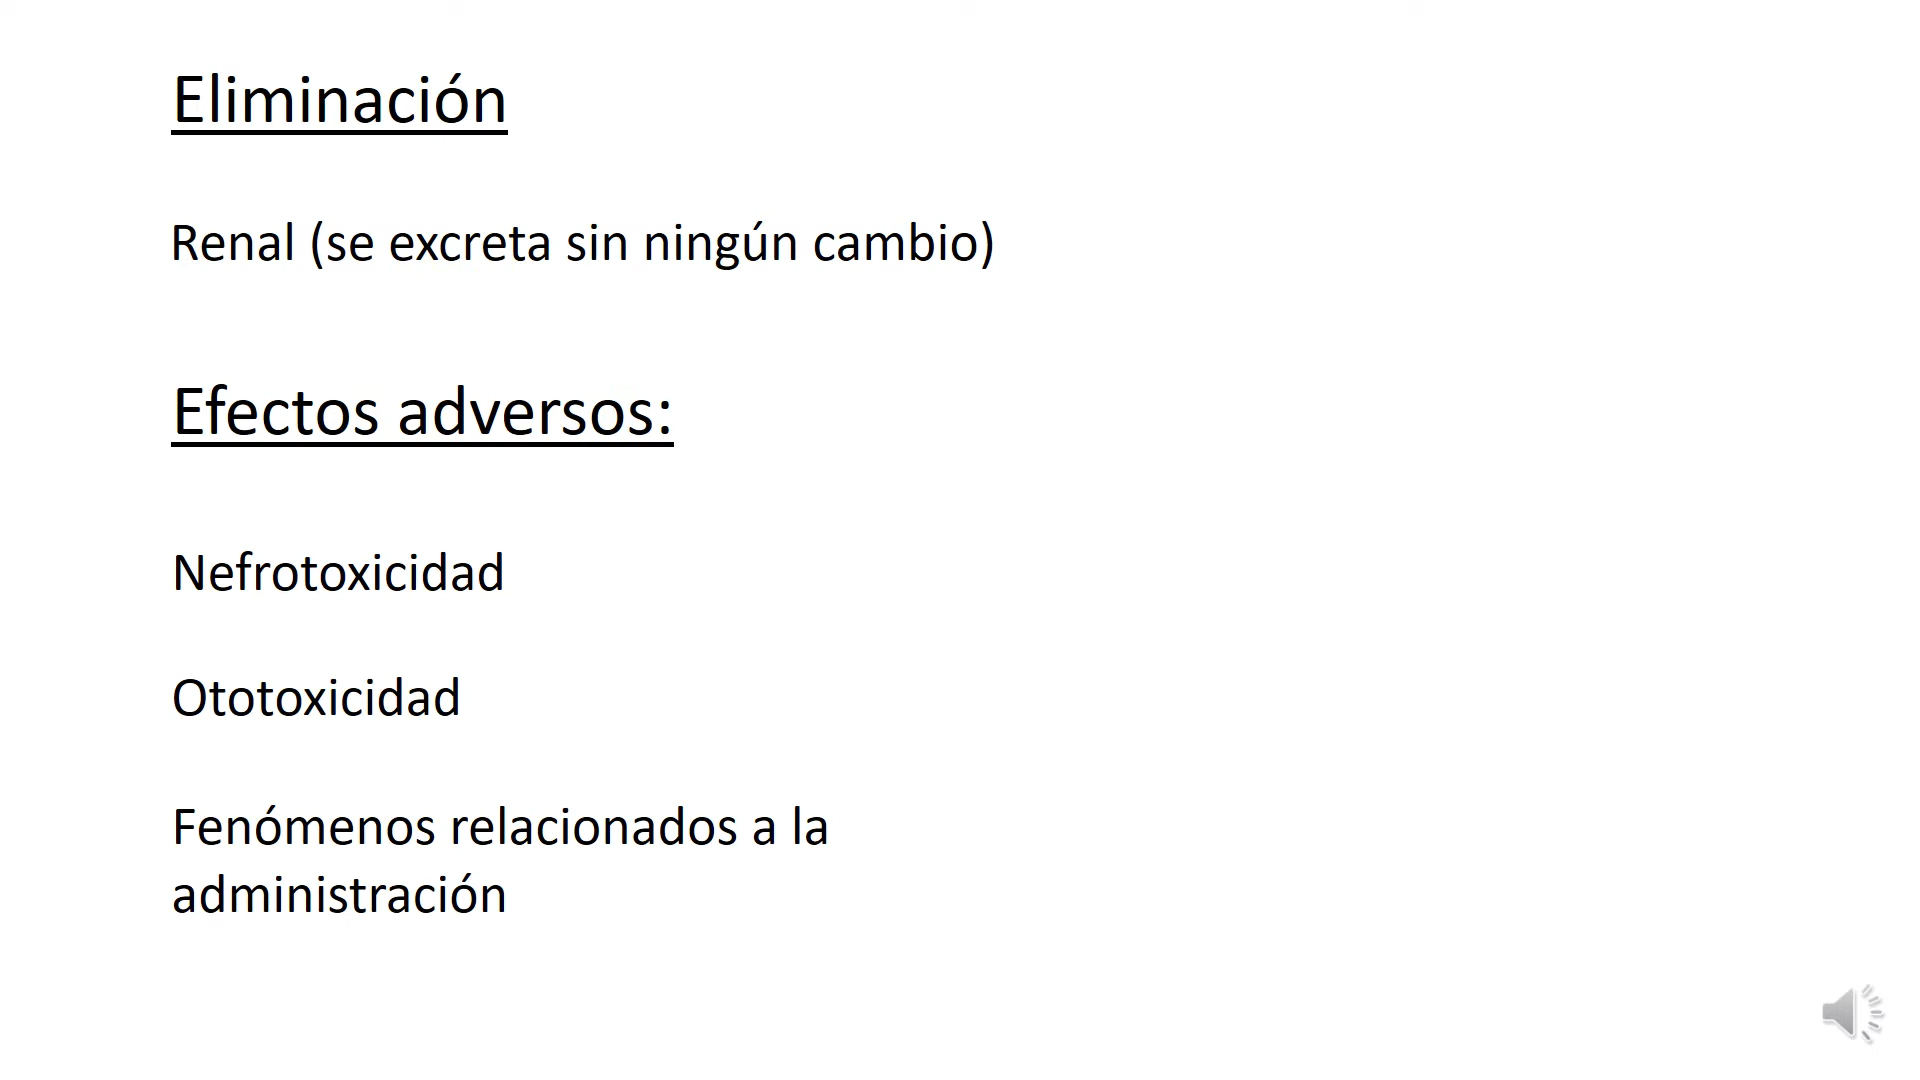 Eliminación
Renal (se excreta sin ningún cambio)
Efectos adversos:
Nefrotoxicidad
Ototoxicidad
Fenómenos relacionados a la
administración